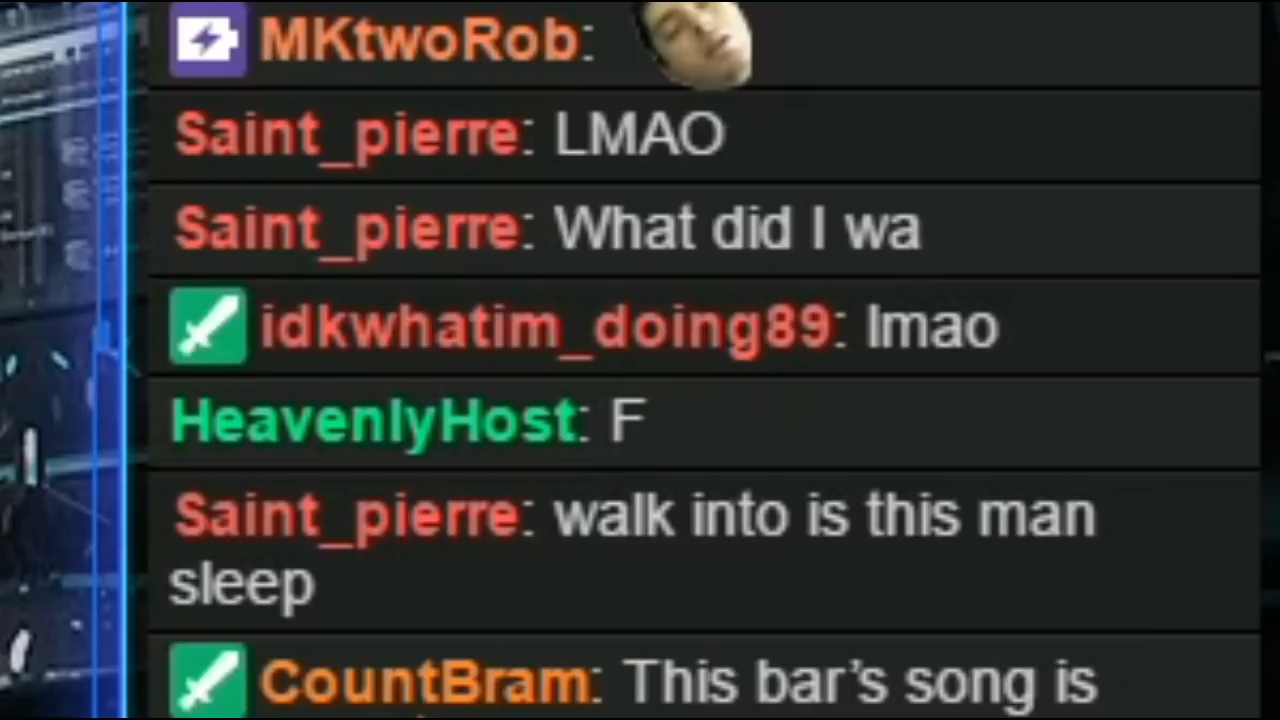 MKtwoRob:
Saint_pierre: LMAO
Saint_pierre: What did I wa
idkwhatim_doing89: lmao
HeavenlyHost: F
Saint_pierre: walk into is this man
sleep
CountBram: This bar’s song is